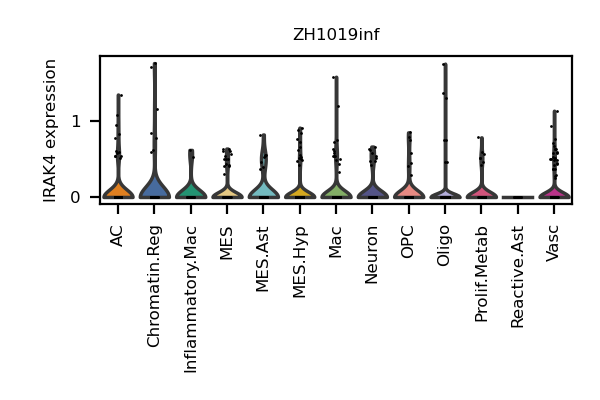 ZH1019inf
IRAK4 expression
1
0
AC
Chromatin.Reg
Inflammatory.Mac
MES
MES.Ast
MES.Hyp
Mac
Neuron
OPC
Oligo
Prolif.Metab
Reactive.Ast
Vasc